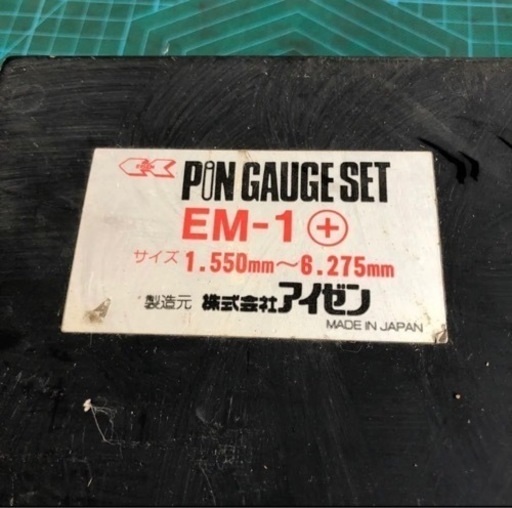 PiN GAUGE SET
EM-1 ⊕
サイズ 1.550mm～6.275mm
製造元 株式会社アイゼン
MADE IN JAPAN